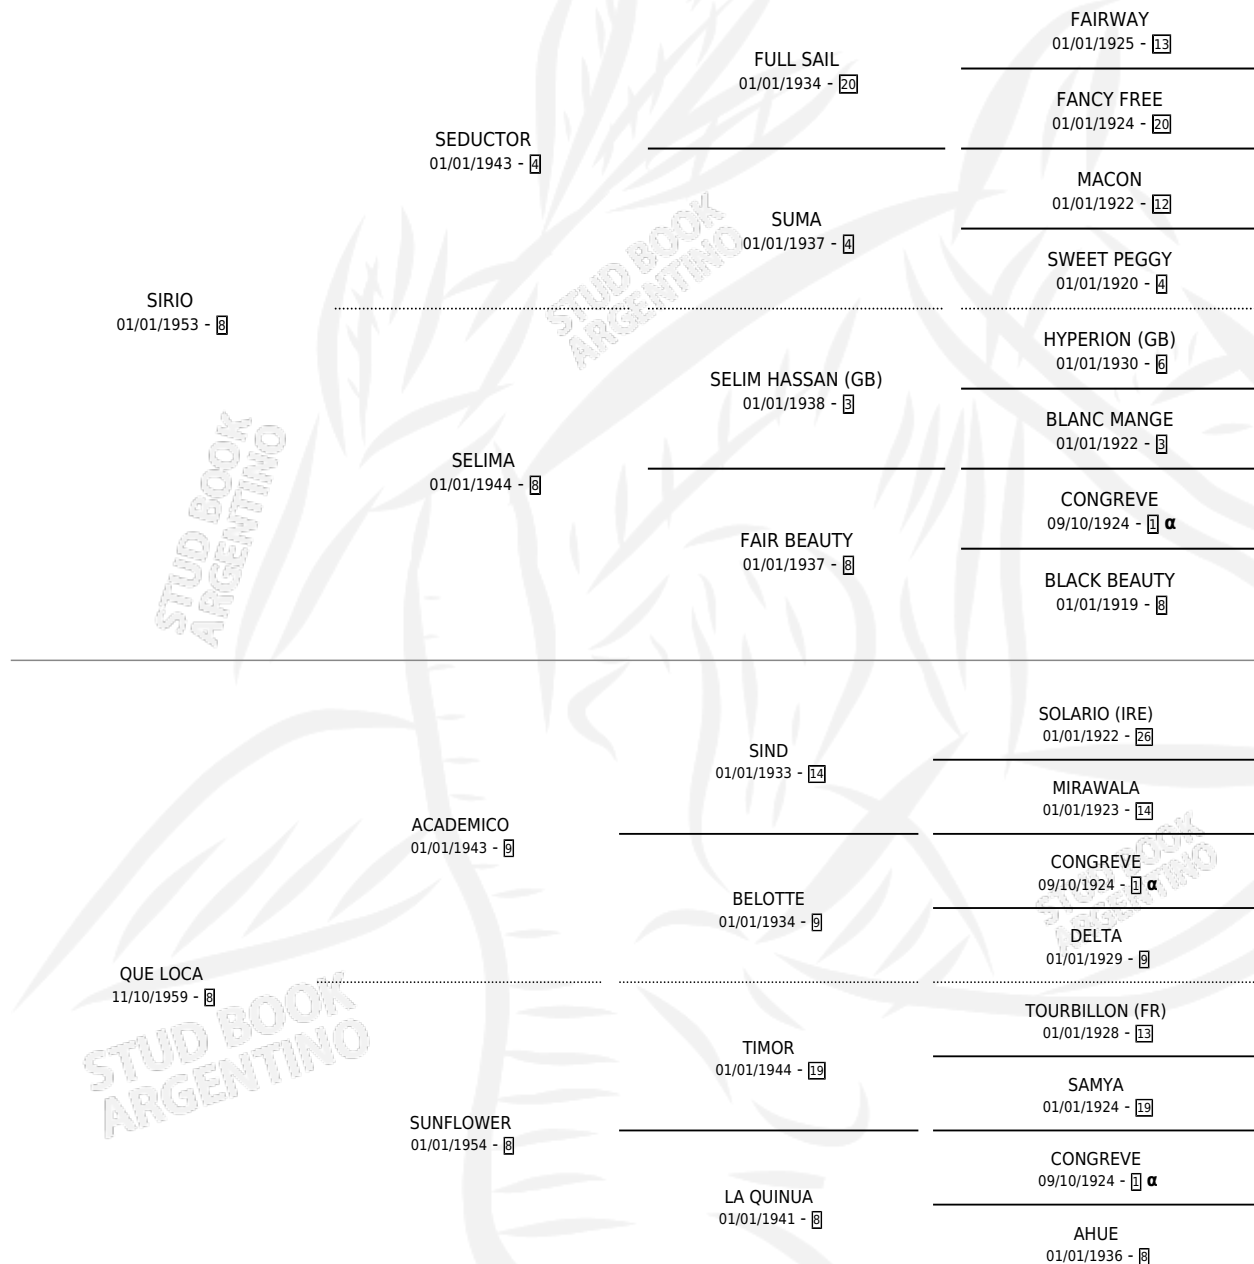 FAIRWAY
01/01/1925 - 13
FULL SAIL
01/01/1934 - 20
FANCY FREE
01/01/1924 - 20
SEDUCTOR
01/01/1943 - 4
MACON
01/01/1922 - 12
SUMA
01/01/1937 - 4
SWEET PEGGY
01/01/1920 - 4
SIRIO
01/01/1953 - 8
HYPERION (GB)
01/01/1930 - 6
SELIM HASSAN (GB)
01/01/1938 - 3
BLANC MANGE
01/01/1922 - 3
SELIMA
01/01/1944 - 8
CONGREVE
09/10/1924 - 1 α
FAIR BEAUTY
01/01/1937 - 8
BLACK BEAUTY
01/01/1919 - 8
SOLARIO (IRE)
01/01/1922 - 26
SIND
01/01/1933 - 14
MIRAWALA
01/01/1923 - 14
ACADEMICO
01/01/1943 - 9
CONGREVE
09/10/1924 - 1 α
BELOTTE
01/01/1934 - 9
DELTA
01/01/1929 - 9
QUE LOCA
11/10/1959 - 8
TOURBILLON (FR)
01/01/1928 - 13
TIMOR
01/01/1944 - 19
SAMYA
01/01/1924 - 19
SUNFLOWER
01/01/1954 - 8
CONGREVE
09/10/1924 - 1 α
LA QUINUA
01/01/1941 - 8
AHUE
01/01/1936 - 8
STUD BOOK
ARGENTINO
STUD BOOK
ARGENTINO
STUD BOOK
ARGENTINO
STUD BOOK
ARGENTINO